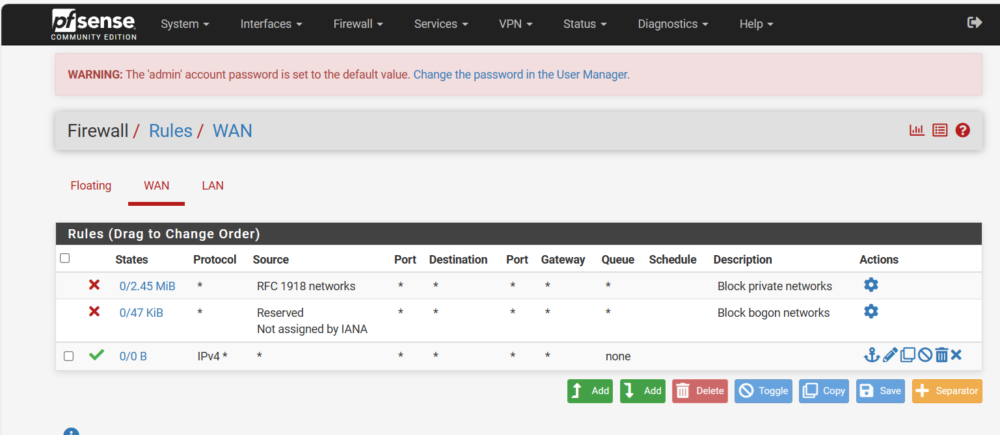 pfsense
COMMUNITY EDITION
System Interfaces Firewall Services VPN Status Diagnostics Help
WARNING: The 'admin' account password is set to the default value. Change the password in the User Manager.
Firewall / Rules / WAN
Floating WAN LAN
Rules (Drag to Change Order)
States Protocol Source Port Destination Port Gateway Queue Schedule Description Actions
0/2.45 MiB * RFC 1918 networks * * * * * Block private networks
0/47 KiB * Reserved * * * * * Block bogon networks
Not assigned by IANA
0/0 B IPv4 * * * * * * none
Add Add Delete Toggle Copy Save Separator